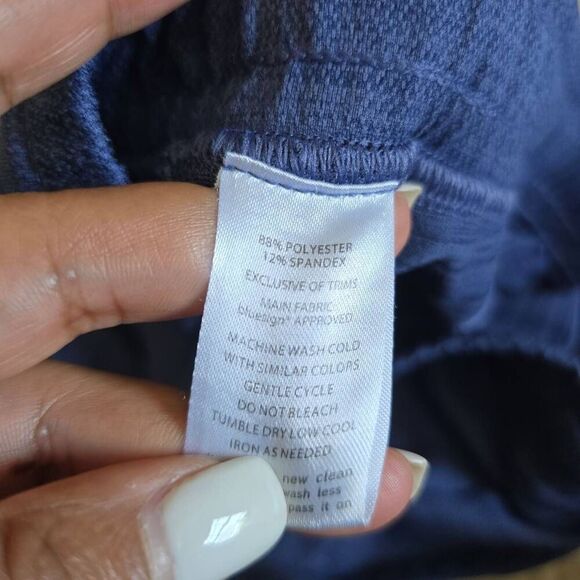 88% POLYESTER
12% SPANDEX
EXCLUSIVE OF TRIMS
MAIN FABRIC
bluesign® APPROVED
MACHINE WASH COLD
WITH SIMILAR COLORS
GENTLE CYCLE
DO NOT BLEACH
TUMBLE DRY LOW COOL
IRON AS NEEDED
new clean
wash less
pass it on